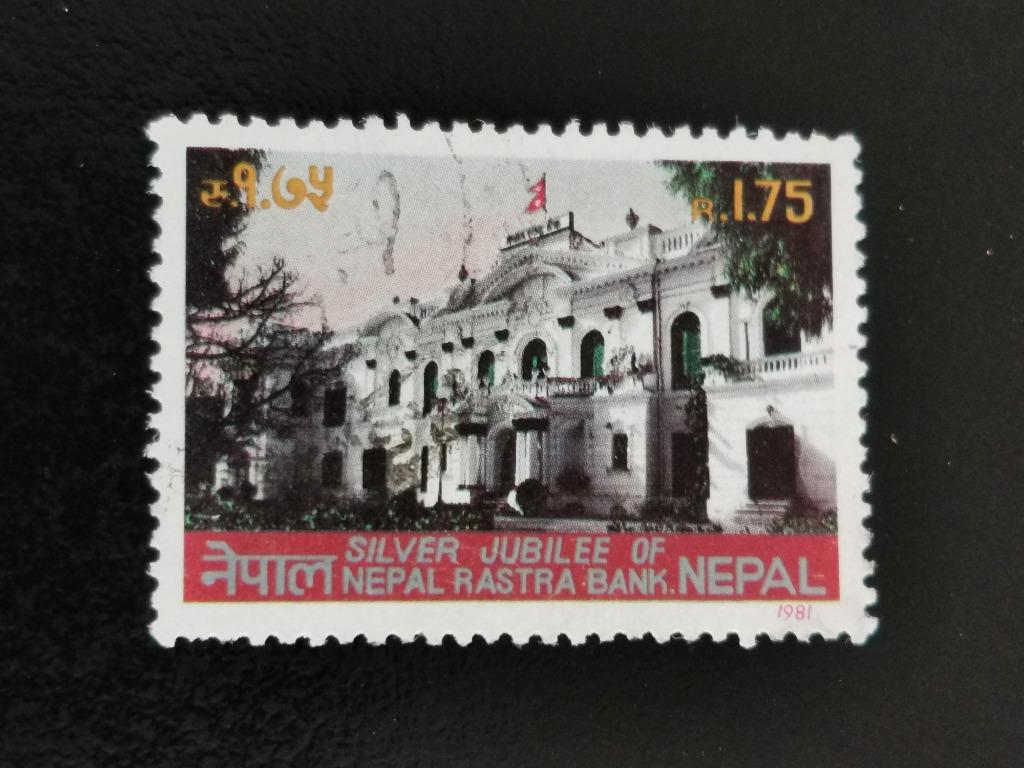 रु.१.७५
R.1.75
नेपाल
SILVER JUBILEE OF
NEPAL RASTRA BANK.
NEPAL
1981